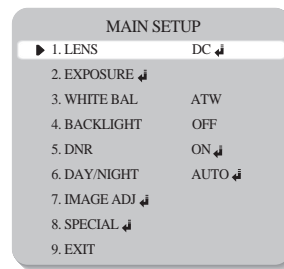 MAIN SETUP
1. LENS DC ↲
2. EXPOSURE ↲
3. WHITE BAL ATW
4. BACKLIGHT OFF
5. DNR ON ↲
6. DAY/NIGHT AUTO ↲
7. IMAGE ADJ ↲
8. SPECIAL ↲
9. EXIT